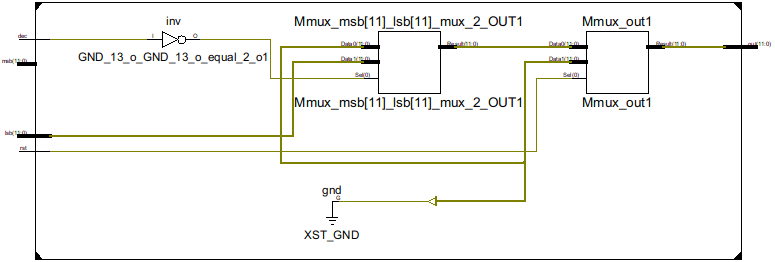 inv
Mmux_msb[11]_lsb[11]_mux_2_OUT1
Mmux_out1
dec
I
O
Data0(11:0)
Result(11:0)
Data0(11:0)
Result(11:0)
out(11:0)
GND_13_o_GND_13_o_equal_2_o1
msb(11:0)
Data1(11:0)
Data1(11:0)
Sel(0)
Sel(0)
Mmux_msb[11]_lsb[11]_mux_2_OUT1
Mmux_out1
lsb(11:0)
rst
gnd
G
XST_GND